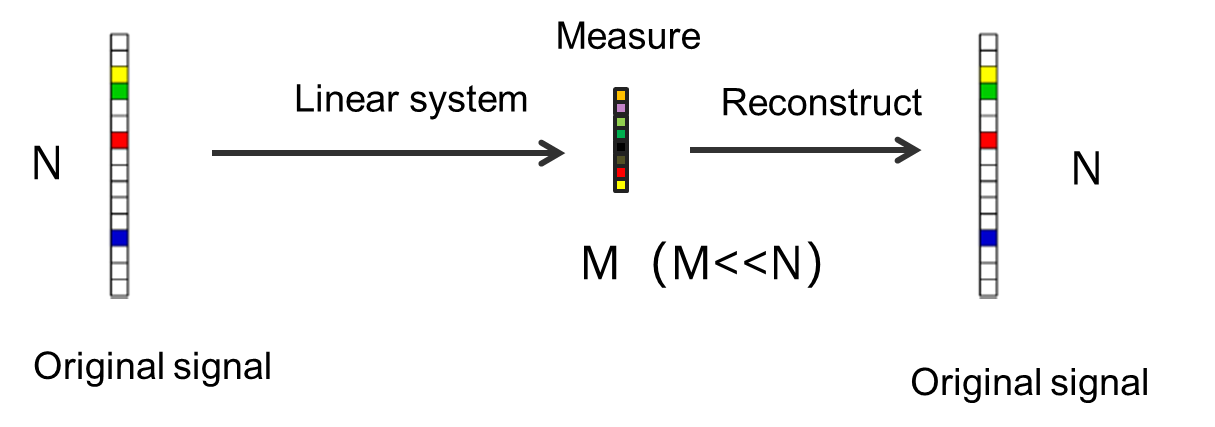 Measure
Linear system
Reconstruct
N
N
M (M<<N)
Original signal
Original signal